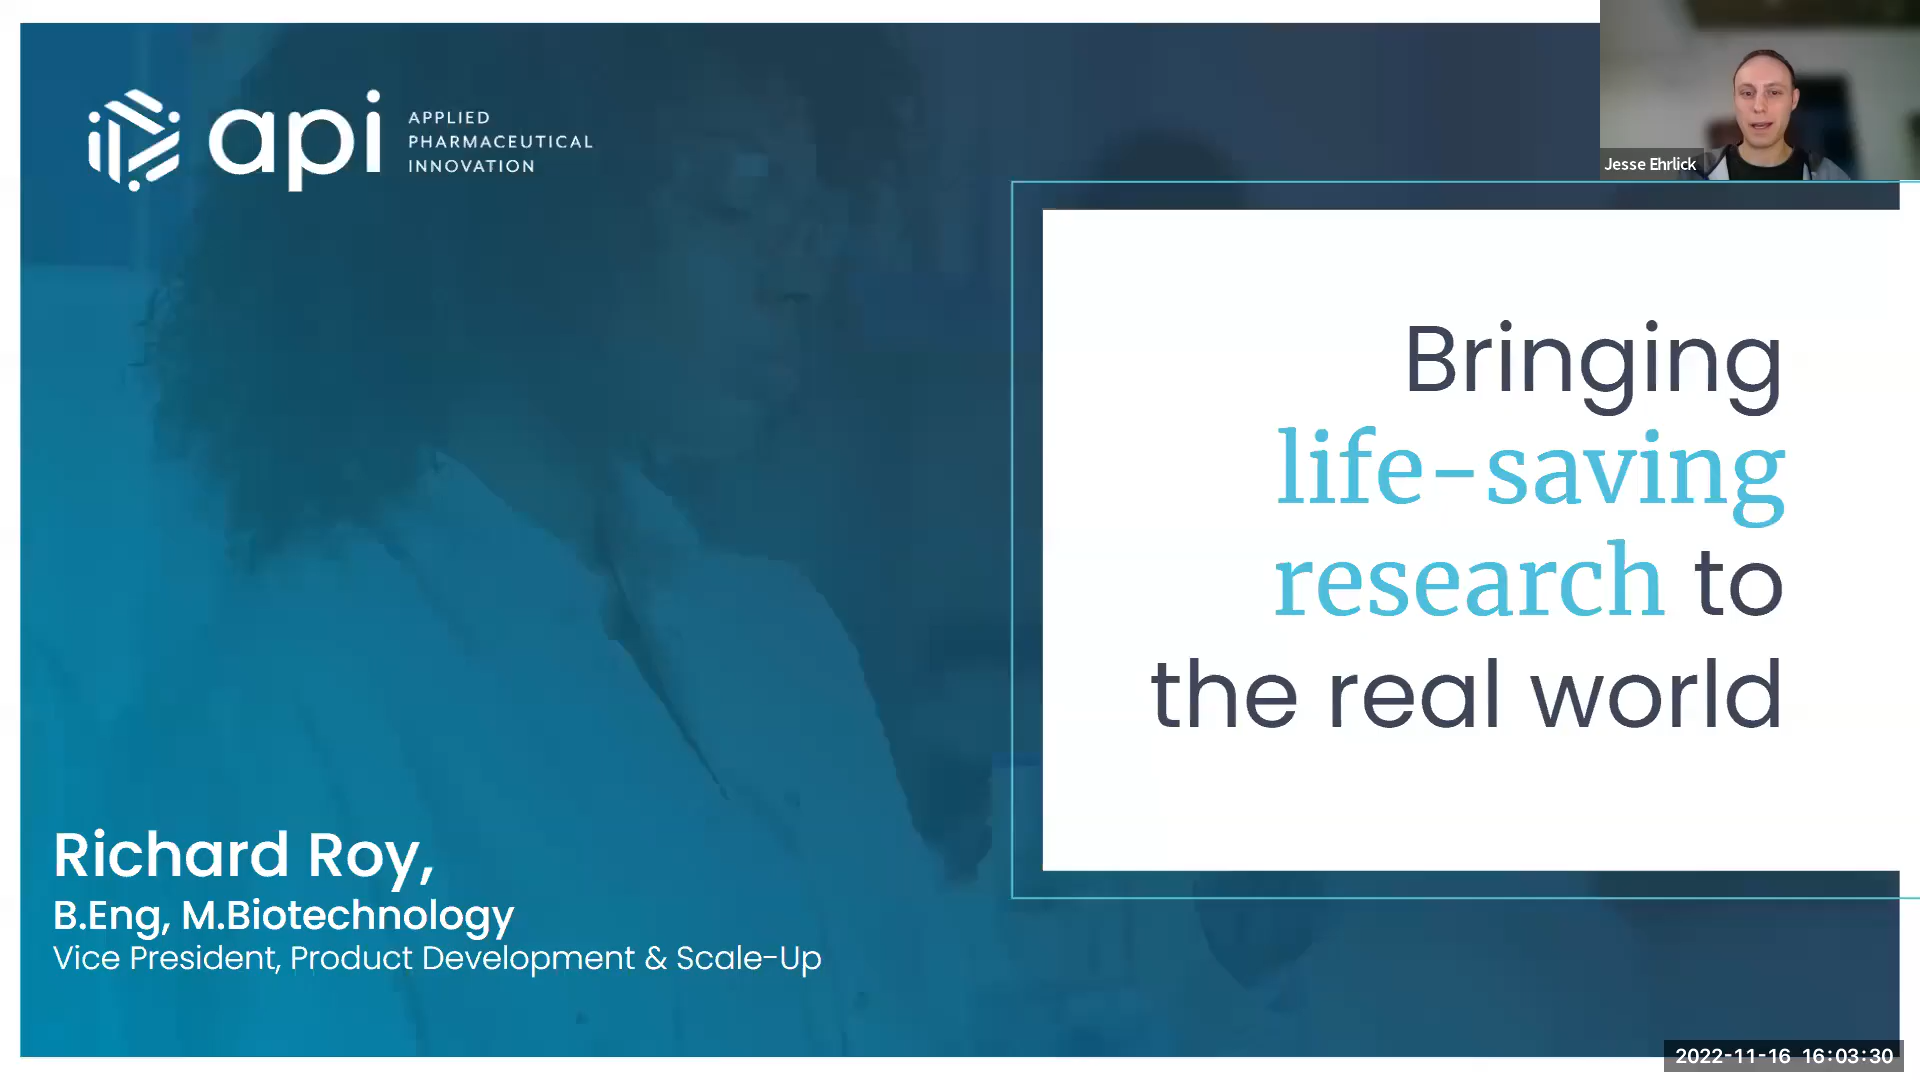 api
APPLIED
PHARMACEUTICAL
INNOVATION
Jesse Ehrlick
Bringing
life-saving
research to
the real world
Richard Roy,
B.Eng, M.Biotechnology
Vice President, Product Development & Scale-Up
2022-11-16 16:03:30